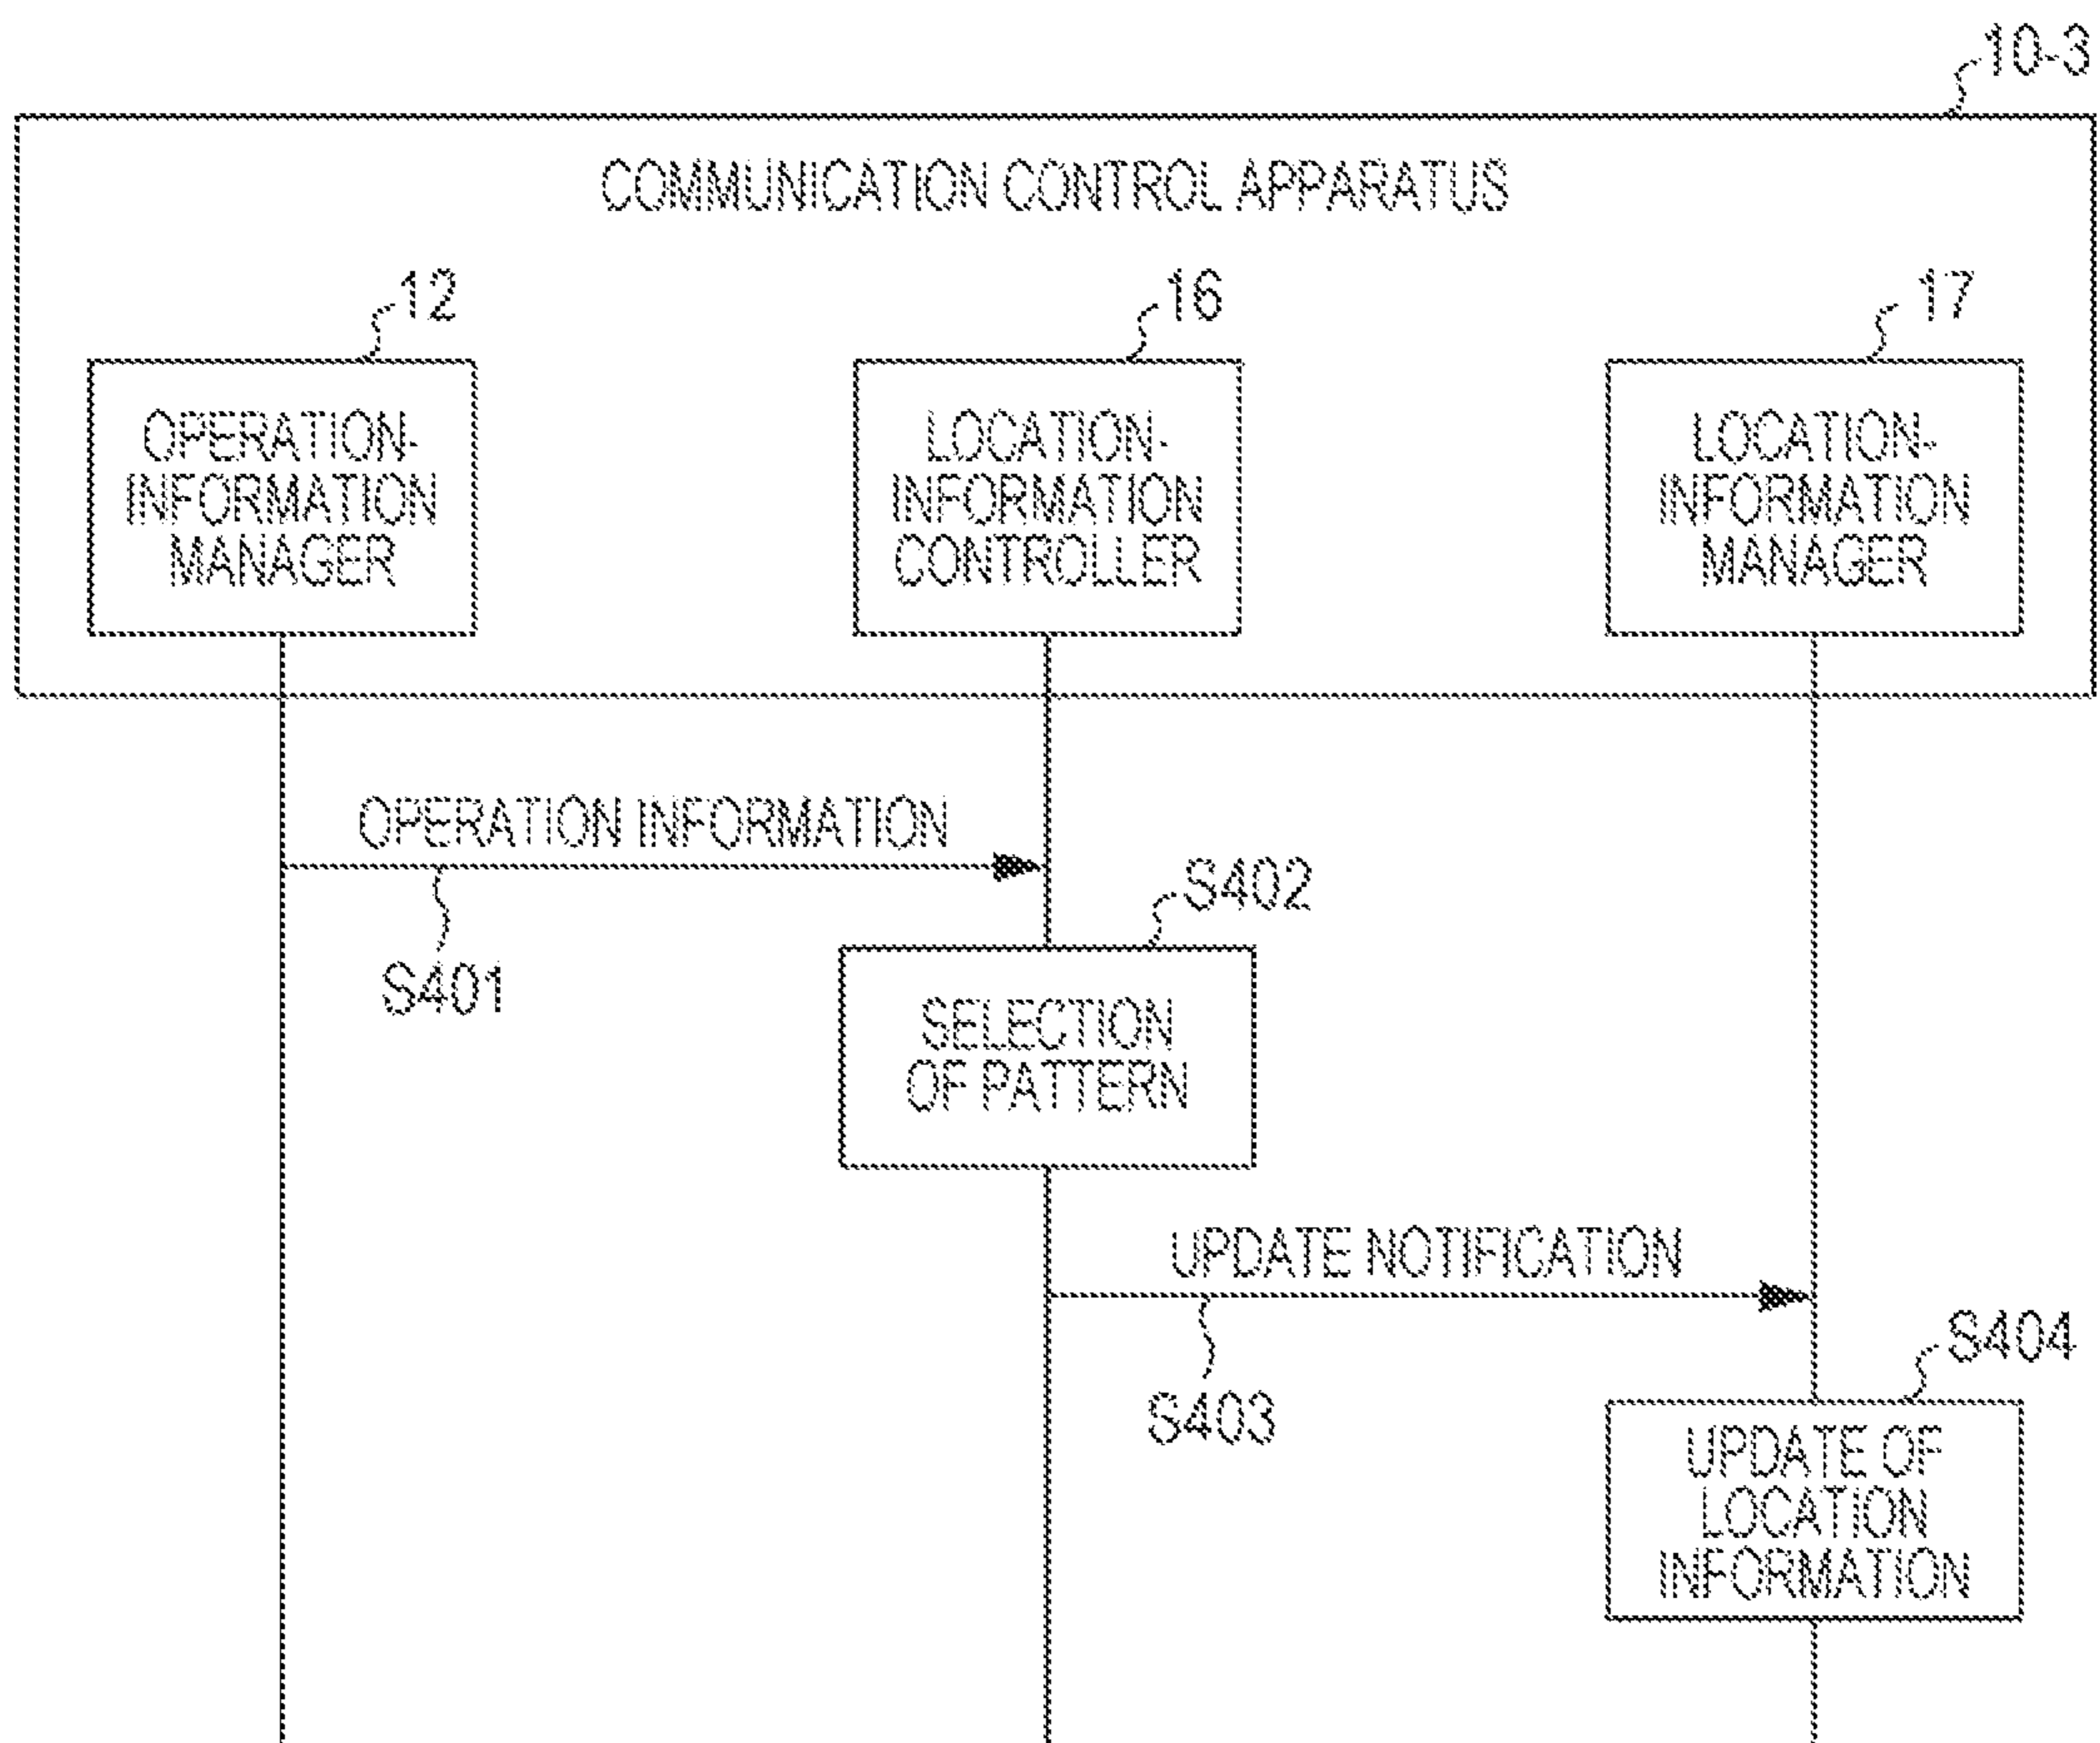 10-3
COMMUNICATION CONTROL APPARATUS
12
16
17
OPERATION-
INFORMATION
MANAGER
LOCATION-
INFORMATION
CONTROLLER
LOCATION-
INFORMATION
MANAGER
OPERATION INFORMATION
S401
S402
SELECTION
OF PATTERN
UPDATE NOTIFICATION
S403
S404
UPDATE OF
LOCATION
INFORMATION